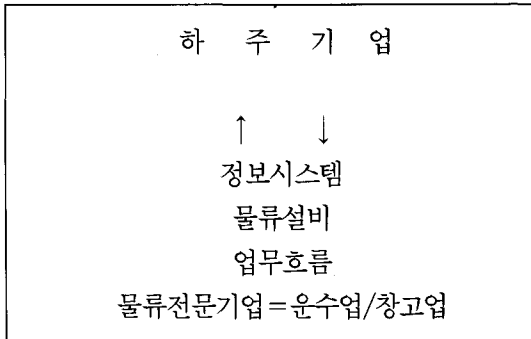 하 주 기 업
↑ ↓
정보시스템
물류설비
업무흐름
물류전문기업=운수업/창고업